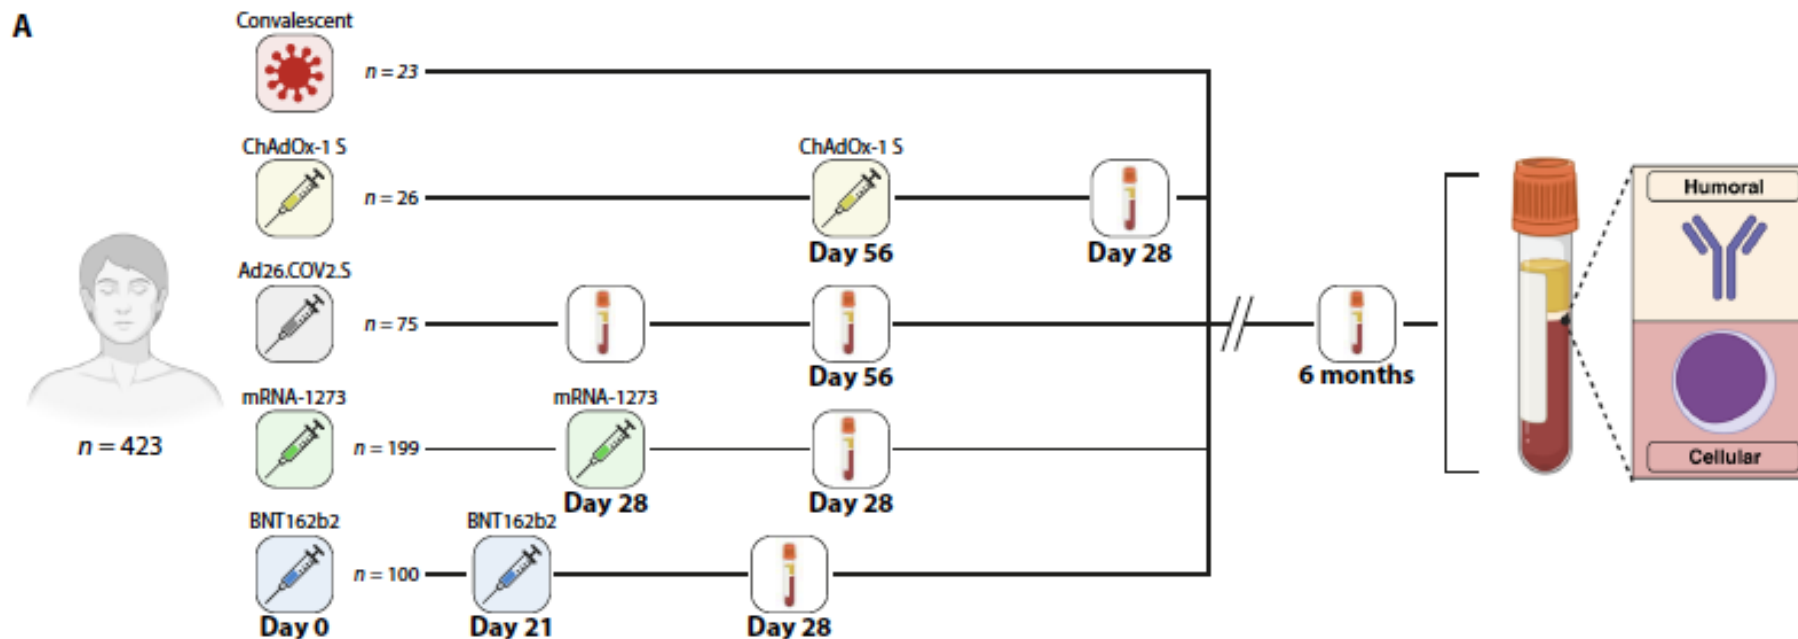 A
Convalescent
n = 23
ChAdOx-1 S
n = 26
ChAdOx-1 S
Day 56
Day 28
Ad26.COV2.S
n = 75
Day 56
mRNA-1273
n = 199
mRNA-1273
Day 28
Day 28
BNT162b2
n = 100
Day 0
BNT162b2
Day 21
Day 28
n = 423
6 months
Humoral
Cellular